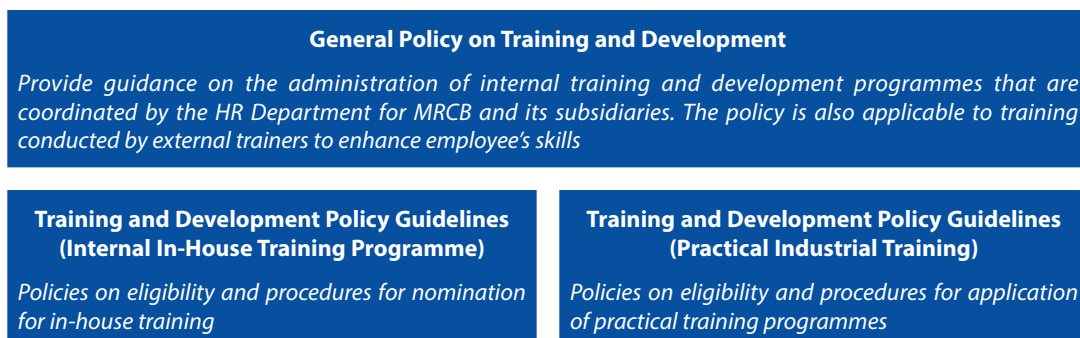 General Policy on Training and Development
Provide guidance on the administration of internal training and development programmes that are
coordinated by the HR Department for MRCB and its subsidiaries. The policy is also applicable to training
conducted by external trainers to enhance employee's skills
Training and Development Policy Guidelines
(Internal In-House Training Programme)
Policies on eligibility and procedures for nomination
for in-house training
Training and Development Policy Guidelines
(Practical Industrial Training)
Policies on eligibility and procedures for application
of practical training programmes